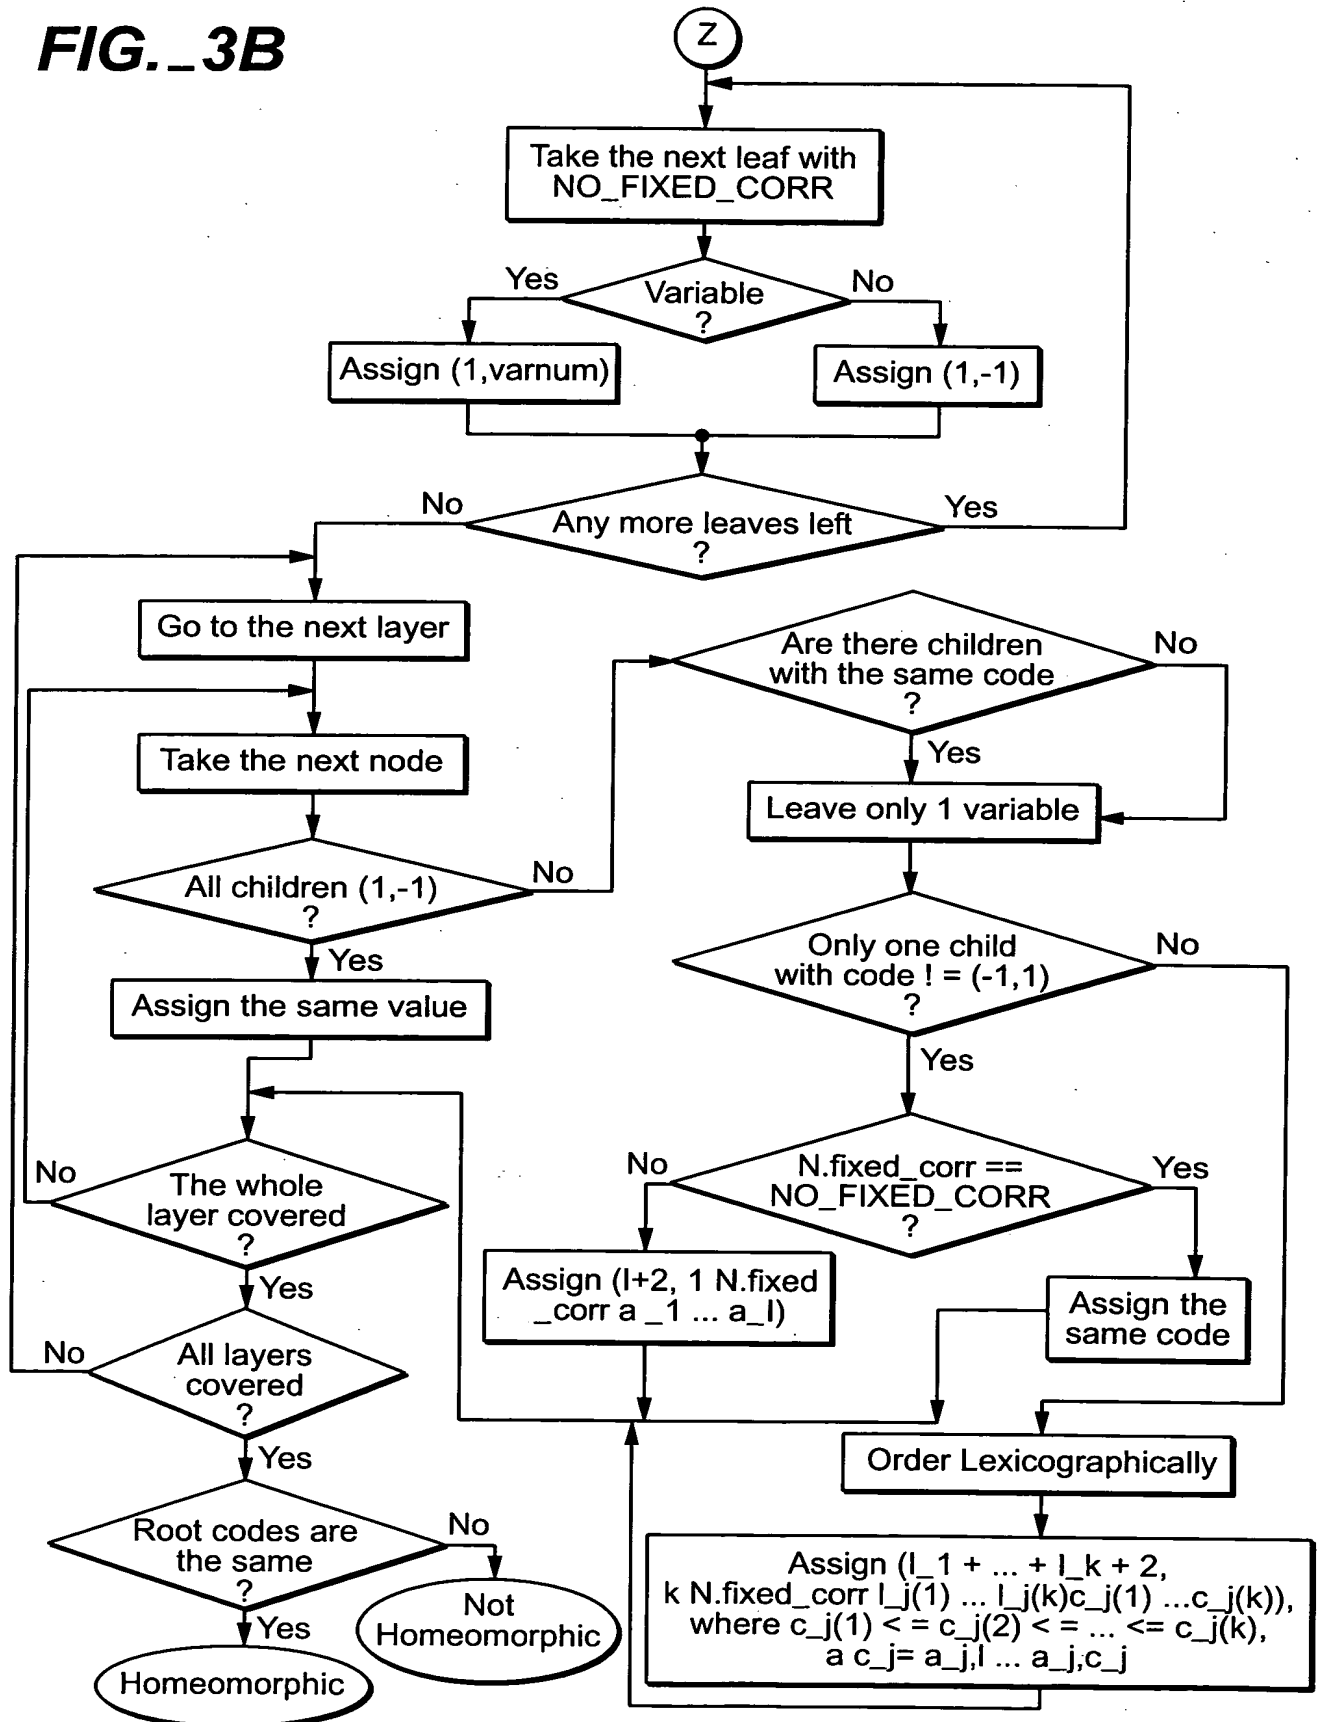 FIG._3B
Z
Take the next leaf with
NO_FIXED_CORR
Yes
Variable
?
No
Assign (1,varnum)
Assign (1,-1)
No
Any more leaves left
?
Yes
Go to the next layer
Are there children
with the same code
?
No
Yes
Take the next node
Leave only 1 variable
All children (1,-1)
?
No
Yes
Only one child
with code ! = (-1,1)
?
No
Yes
Assign the same value
No
The whole
layer covered
?
Yes
No
N.fixed_corr ==
NO_FIXED_CORR
?
Yes
Assign (l+2, 1 N.fixed
_corr a _1 ... a_l)
Assign the
same code
No
All layers
covered
?
Yes
Order Lexicographically
Root codes are
the same
?
No
Yes
Not
Homeomorphic
Homeomorphic
Assign (l_1 + ... + l_k + 2,
k N.fixed_corr l_j(1) ... l_j(k)c_j(1) ...c_j(k)),
where c_j(1) < = c_j(2) < = ... <= c_j(k),
a c_j= a_j,l ... a_j,c_j